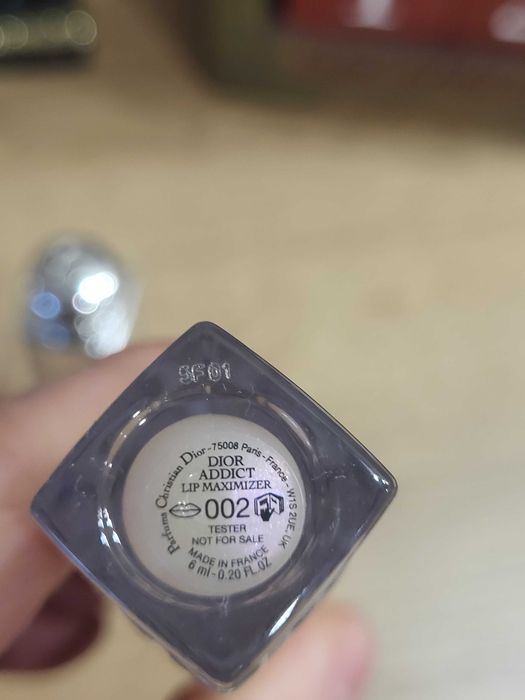 3F01
Parfums Christian Dior - 75008 Paris - France - W1S 2UE, UK
DIOR
ADDICT
LIP MAXIMIZER
002
TESTER
NOT FOR SALE
MADE IN FRANCE
6 ml - 0.20 FL.OZ